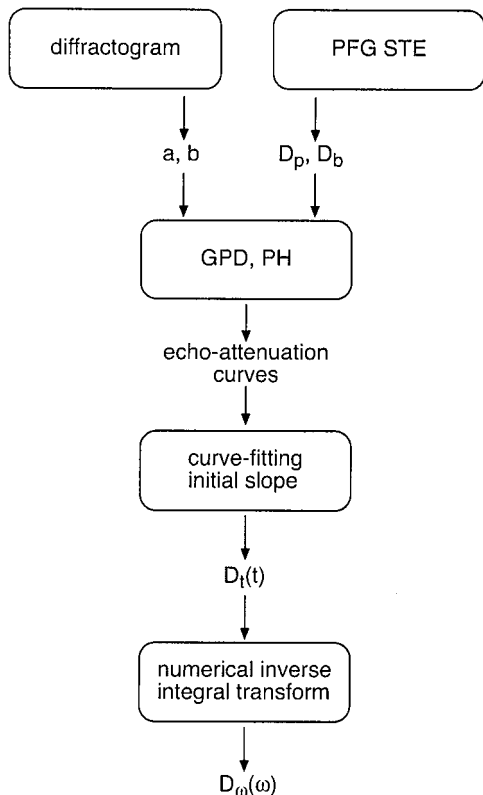 diffractogram
PFG STE
a, b
D_p, D_b
GPD, PH
echo-attenuation
curves
curve-fitting
initial slope
D_t(t)
numerical inverse
integral transform
D_ω(ω)